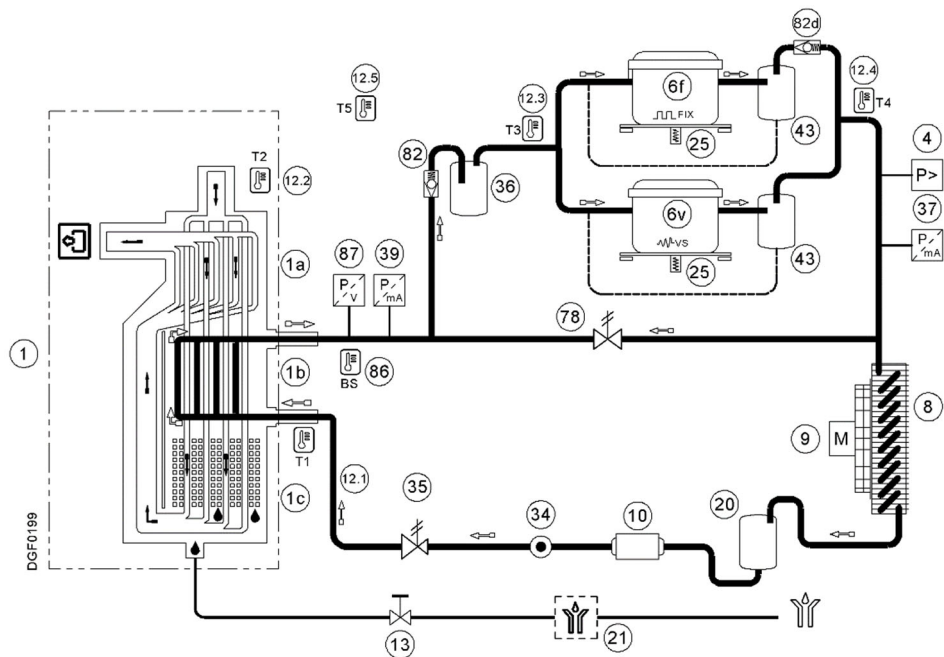 82d
12.5
T5
12.3
T3
6f
FIX
25
43
12.4
T4
4
P>
37
P
mA
82
36
6v
VS
25
43
T2
12.2
1a
87
P
V
39
P
mA
78
1
1b
BS
86
8
9
M
T1
12.1
35
34
10
20
1c
DGF0199
13
21